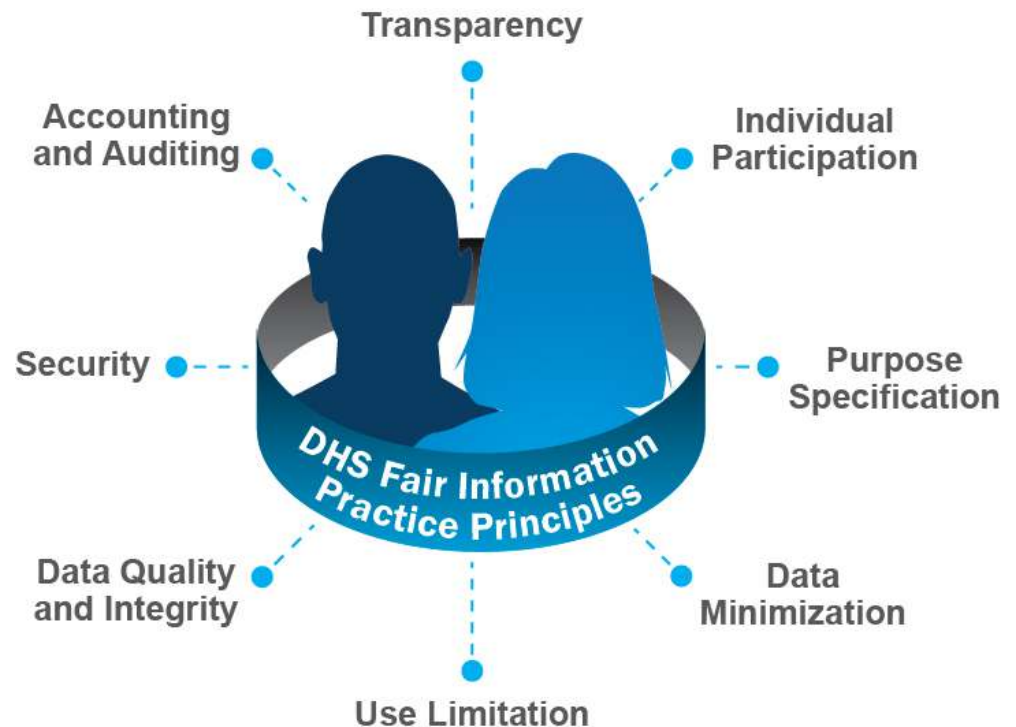 Transparency
Individual
Participation
Purpose
Specification
Data
Minimization
Use Limitation
Data Quality
and Integrity
Security
Accounting
and Auditing
DHS Fair Information
Practice Principles